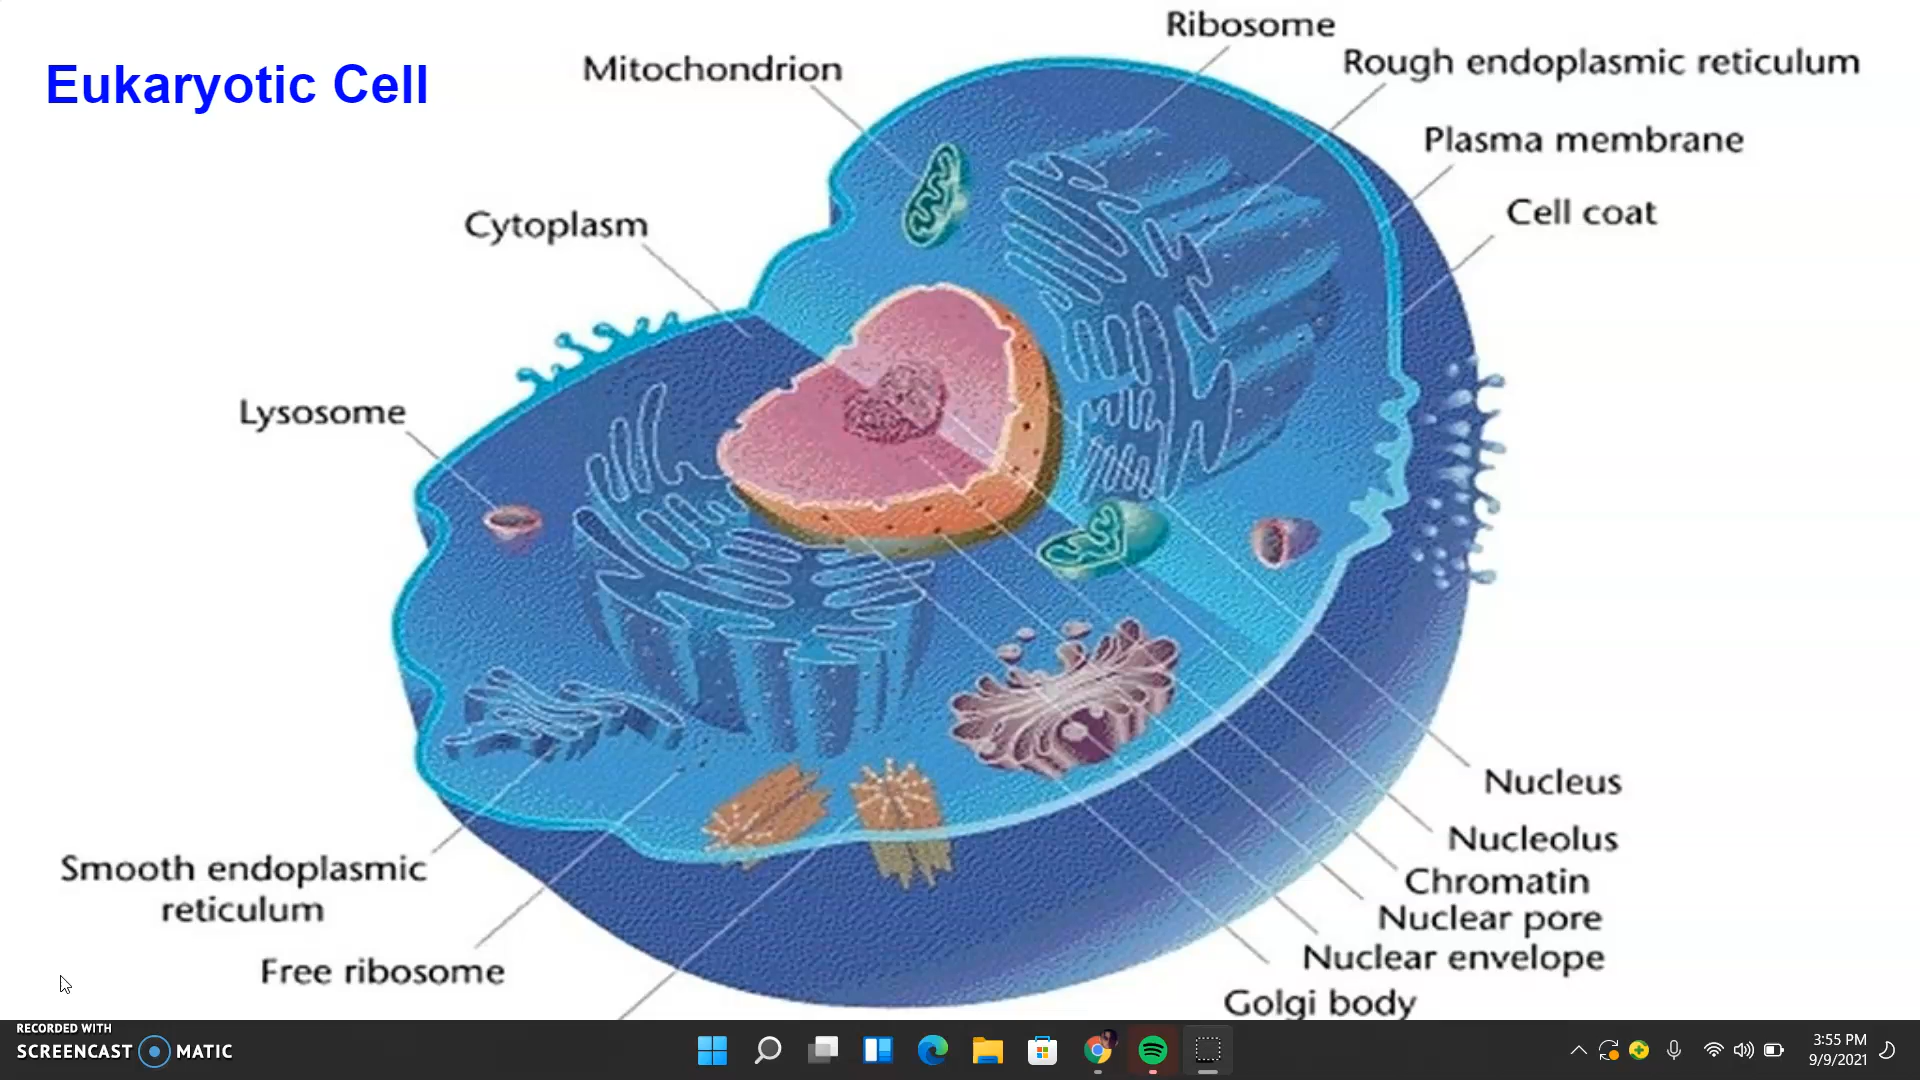 Eukaryotic Cell
Ribosome
Mitochondrion
Rough endoplasmic reticulum
Plasma membrane
Cell coat
Cytoplasm
Lysosome
Nucleus
Nucleolus
Chromatin
Nuclear pore
Nuclear envelope
Golgi body
Smooth endoplasmic
reticulum
Free ribosome
RECORDED WITH
SCREENCAST MATIC
3:55 PM
9/9/2021